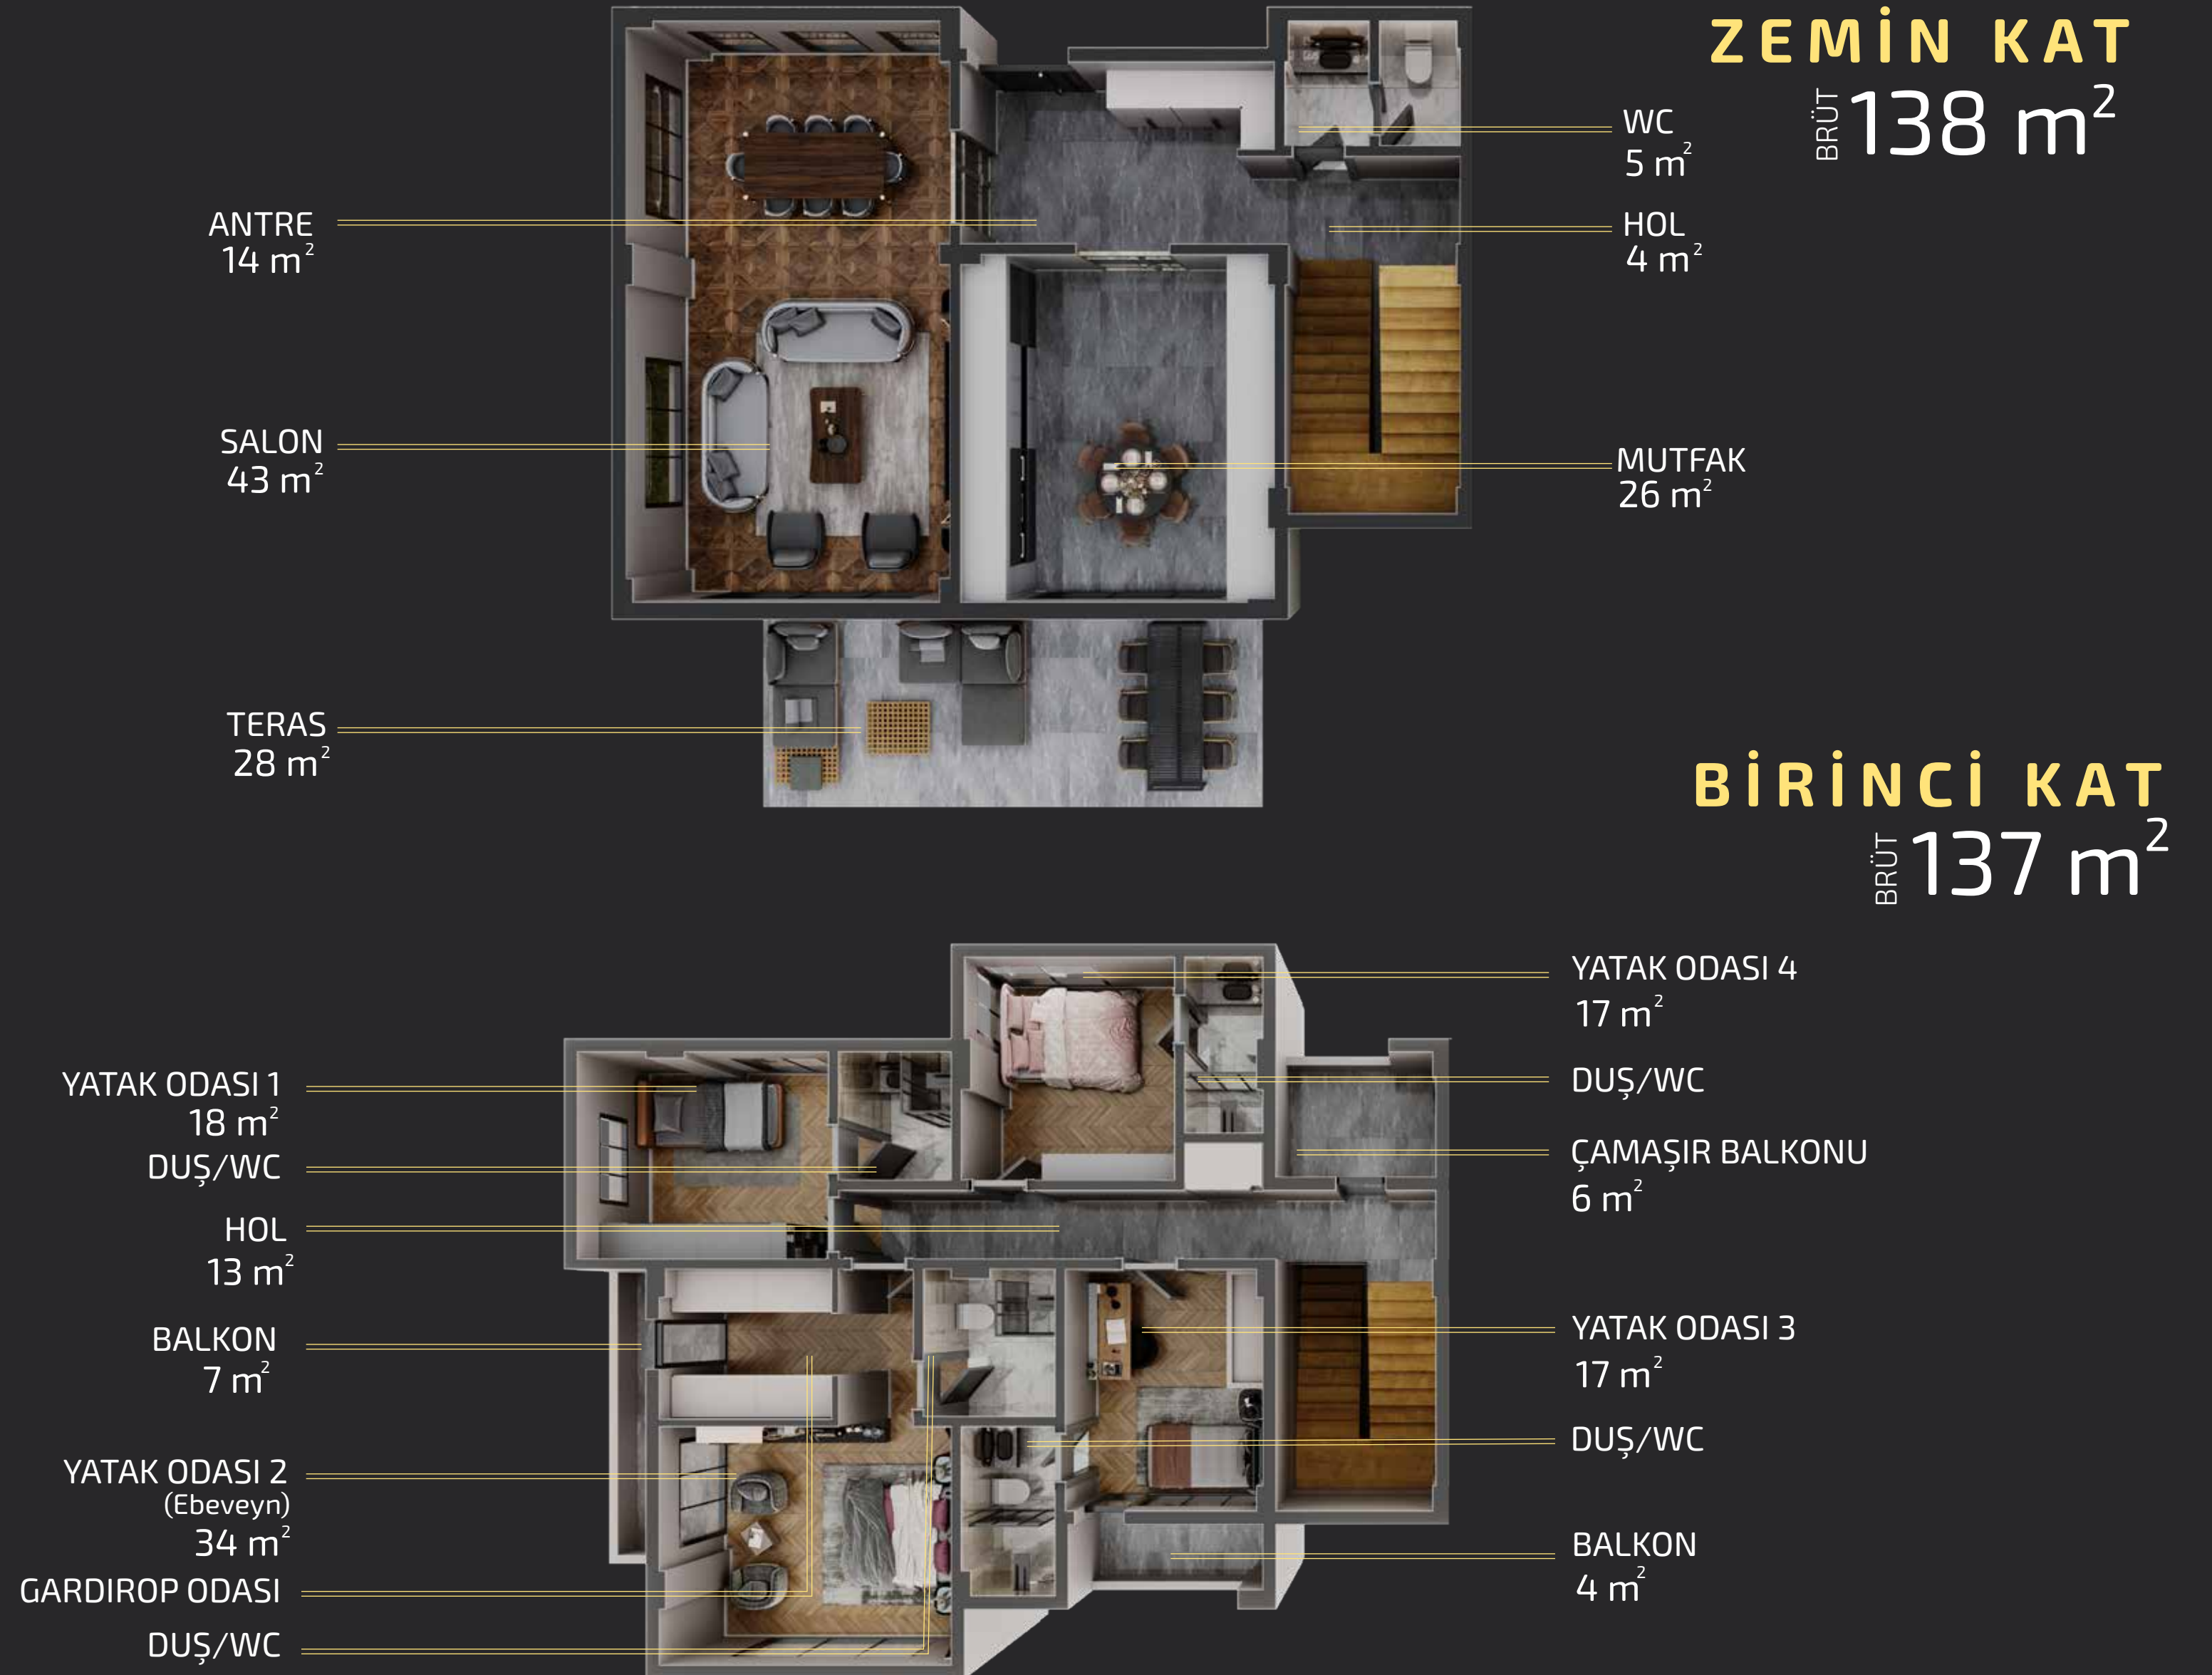 ZEMİN KAT
BRÜT 138 m²
WC
5 m²
ANTRE
14 m²
HOL
4 m²
SALON
43 m²
MUTFAK
26 m²
TERAS
28 m²
BİRİNCİ KAT
BRÜT 137 m²
YATAK ODASI 4
17 m²
DUŞ/WC
ÇAMAŞIR BALKONU
6 m²
YATAK ODASI 1
18 m²
DUŞ/WC
HOL
13 m²
BALKON
7 m²
YATAK ODASI 2
(Ebeveyn)
34 m²
GARDIROP ODASI
DUŞ/WC
YATAK ODASI 3
17 m²
DUŞ/WC
BALKON
4 m²